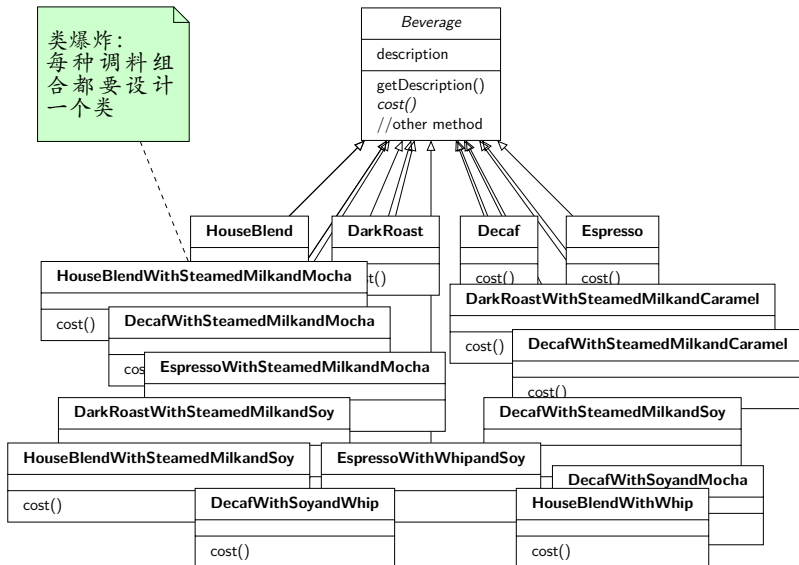 类爆炸:
每种调料组
合都要设计
一个类
Beverage
description
getDescription()
cost()
//other method
HouseBlend
DarkRoast
Decaf
Espresso
cost()
cost()
HouseBlendWithSteamedMilkandMocha
cost()
DarkRoastWithSteamedMilkandCaramel
cost()
DecafWithSteamedMilkandMocha
DecafWithSteamedMilkandCaramel
cost()
EspressoWithSteamedMilkandMocha
DarkRoastWithSteamedMilkandSoy
DecafWithSteamedMilkandSoy
HouseBlendWithSteamedMilkandSoy
cost()
EspressoWithWhipandSoy
DecafWithSoyandMocha
DecafWithSoyandWhip
cost()
HouseBlendWithWhip
cost()